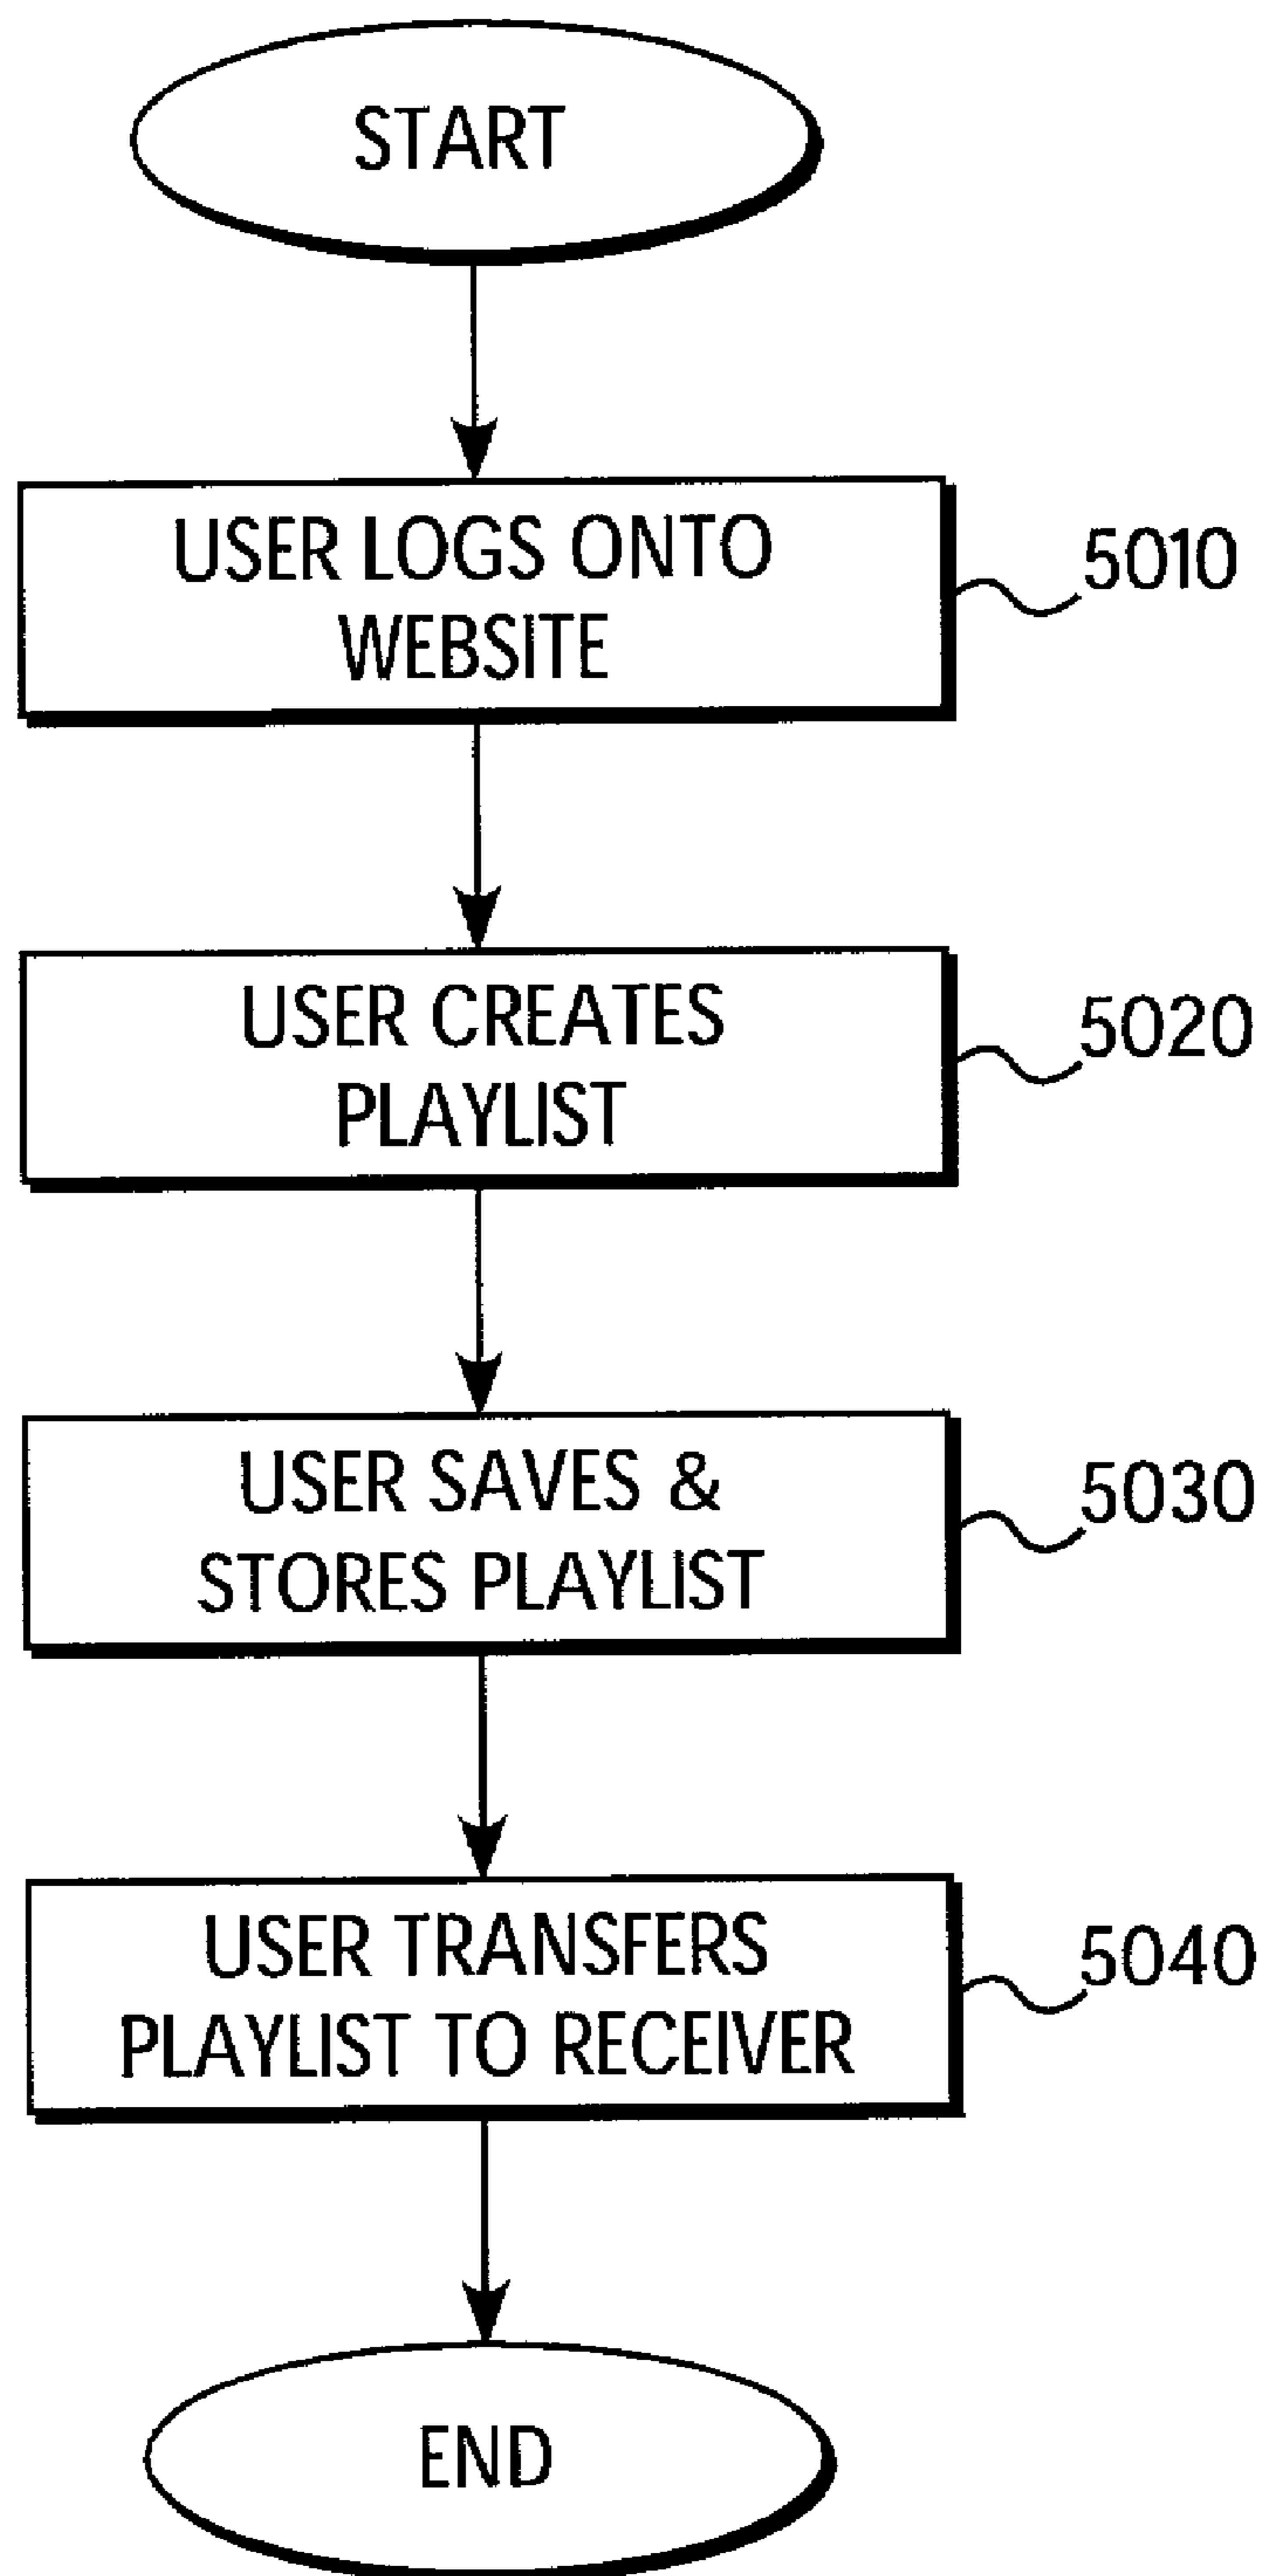 START
USER LOGS ONTO
WEBSITE
5010
USER CREATES
PLAYLIST
5020
USER SAVES &
STORES PLAYLIST
5030
USER TRANSFERS
PLAYLIST TO RECEIVER
5040
END